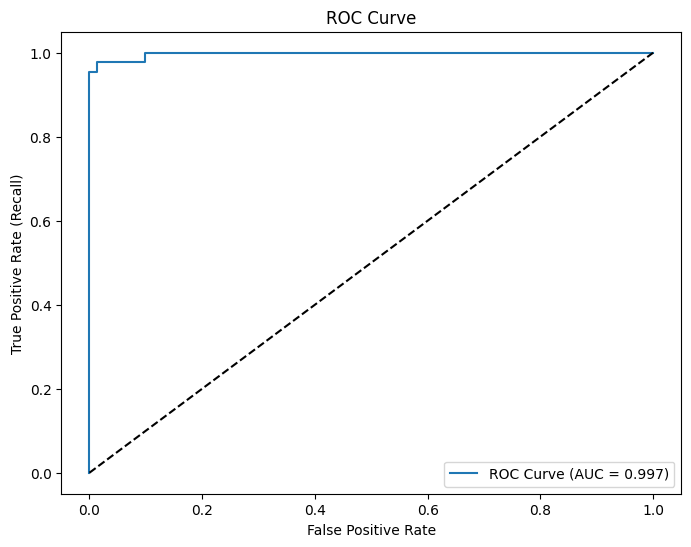 ROC Curve
True Positive Rate (Recall)
1.0
0.8
0.6
0.4
0.2
0.0
ROC Curve (AUC = 0.997)
0.0 0.2 0.4 0.6 0.8 1.0
False Positive Rate